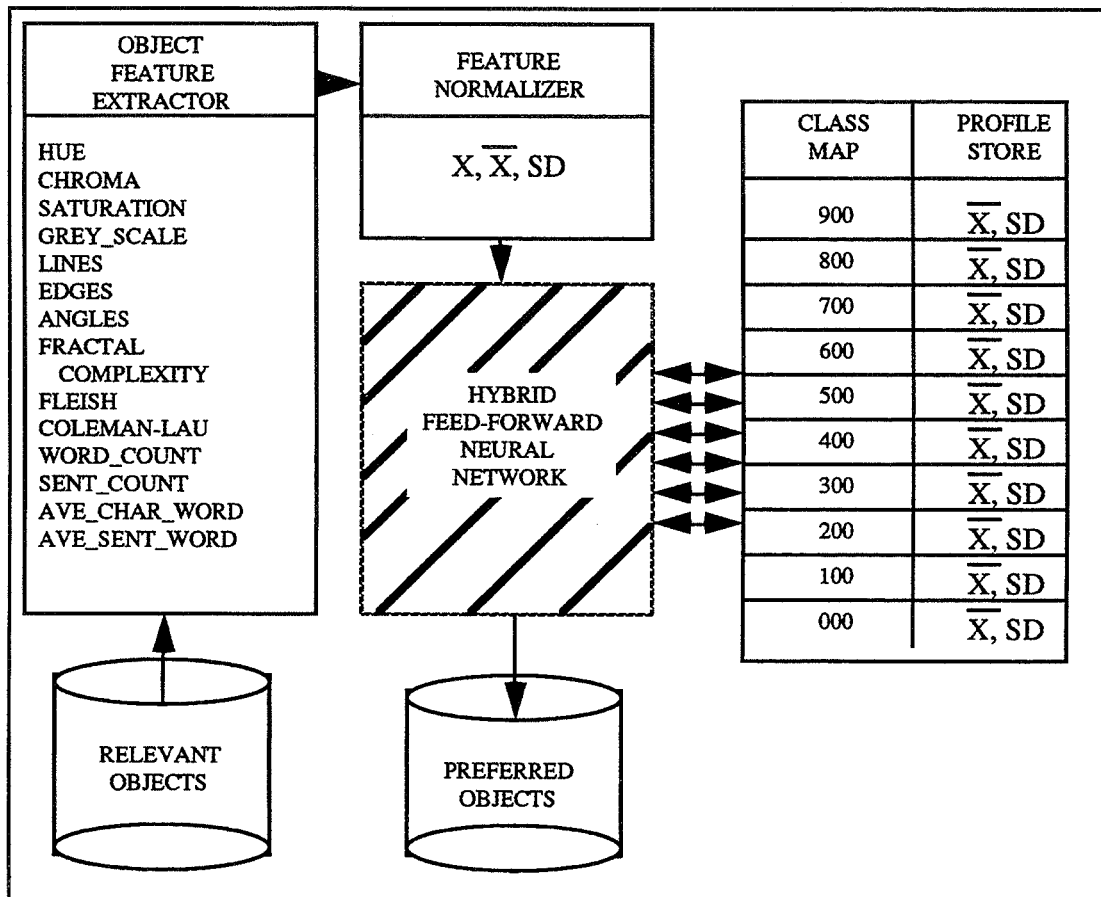 OBJECT
FEATURE
EXTRACTOR
HUE
CHROMA
SATURATION
GREY_SCALE
LINES
EDGES
ANGLES
FRACTAL
COMPLEXITY
FLEISH
COLEMAN-LAU
WORD_COUNT
SENT_COUNT
AVE_CHAR_WORD
AVE_SENT_WORD
FEATURE
NORMALIZER
X, X̅, SD
HYBRID
FEED-FORWARD
NEURAL
NETWORK
RELEVANT
OBJECTS
PREFERRED
OBJECTS
CLASS MAP PROFILE STORE
900 X̅, SD
800 X̅, SD
700 X̅, SD
600 X̅, SD
500 X̅, SD
400 X̅, SD
300 X̅, SD
200 X̅, SD
100 X̅, SD
000 X̅, SD